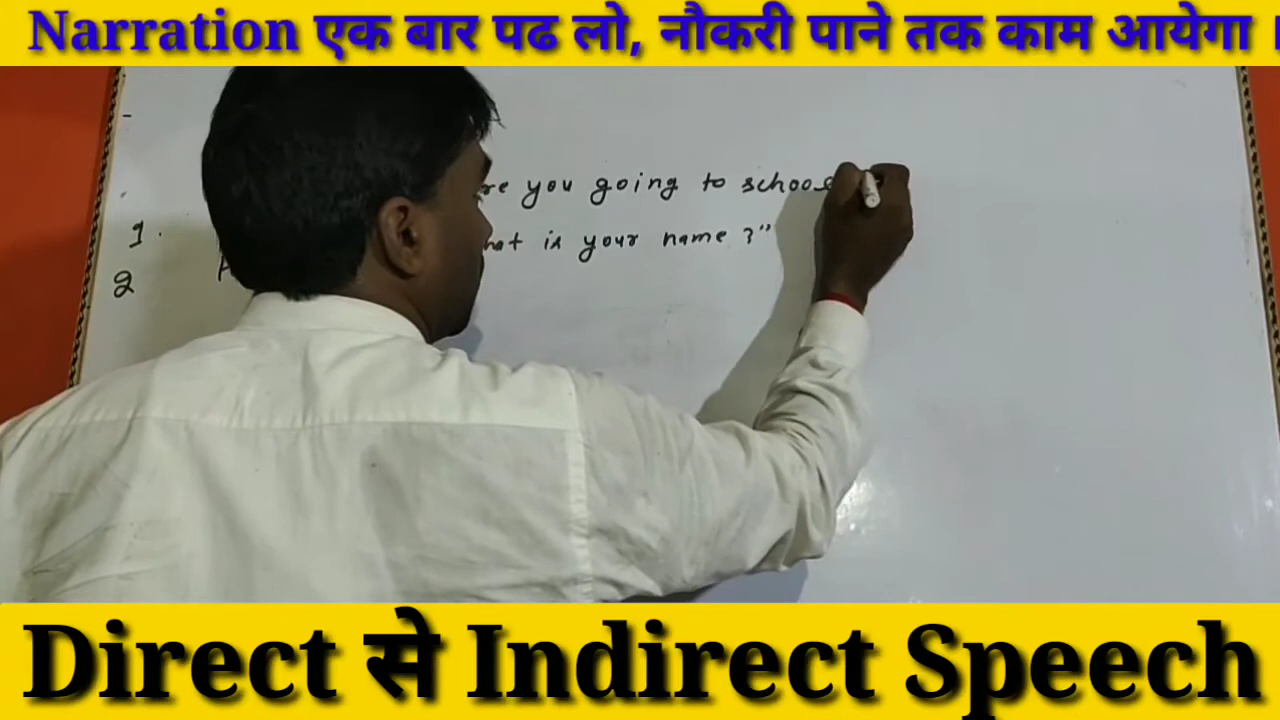 Narration एक बार पढ लो, नौकरी पाने तक काम आयेगा ।
re you going to school
1.
hat is your name ?"
2
Direct से Indirect Speech